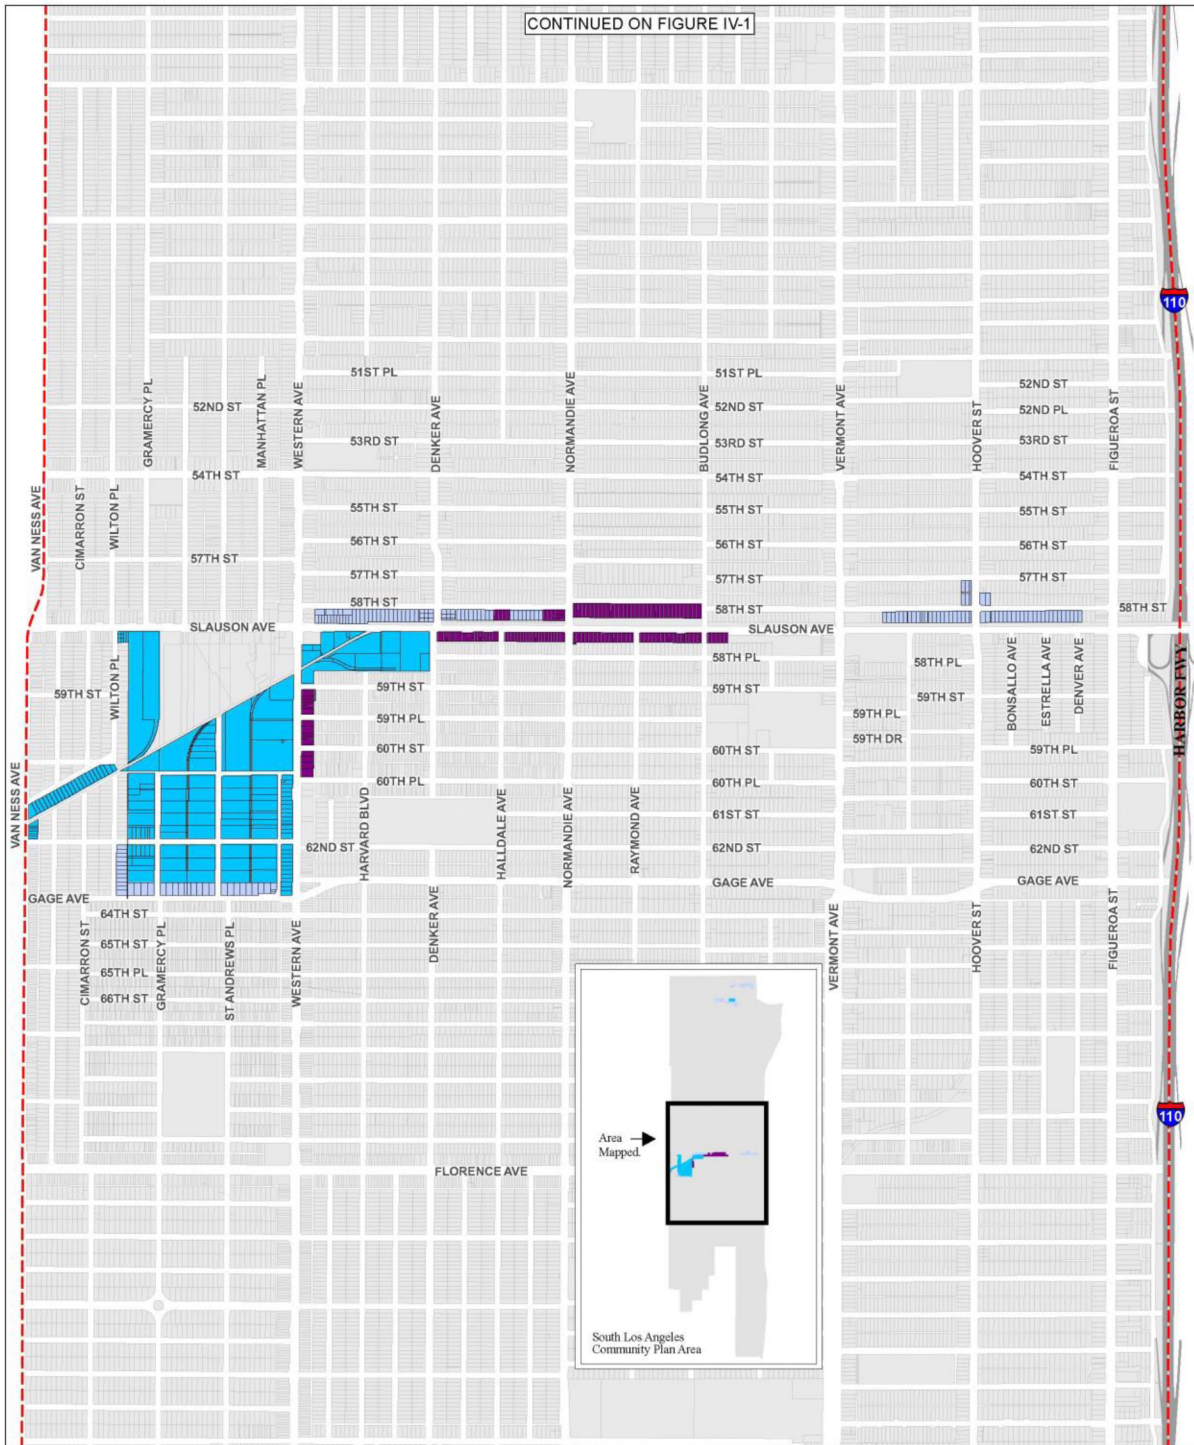 CONTINUED ON FIGURE IV-1
110
51ST PL
51ST PL
52ND ST
GRAMERCY PL
MANHATTAN PL
WESTERN AVE
DENKER AVE
NORMANDIE AVE
BUDLONG AVE
VERMONT AVE
HOOVER ST
FIGUEROA ST
52ND ST
52ND ST
52ND PL
53RD ST
53RD ST
53RD ST
54TH ST
54TH ST
54TH ST
VAN NESS AVE
CIMARRON ST
WILTON PL
55TH ST
55TH ST
55TH ST
56TH ST
56TH ST
56TH ST
57TH ST
57TH ST
57TH ST
57TH ST
58TH ST
58TH ST
58TH ST
SLAUSON AVE
SLAUSON AVE
58TH PL
58TH PL
WILTON PL
59TH ST
59TH ST
59TH ST
59TH ST
BONSALLO AVE
ESTRELLA AVE
DENVER AVE
HARBOR FWY
59TH PL
59TH PL
59TH DR
60TH ST
60TH ST
59TH PL
VAN NESS AVE
60TH PL
60TH PL
60TH ST
HARVARD BLVD
HALLDALE AVE
NORMANDIE AVE
RAYMOND AVE
61ST ST
61ST ST
62ND ST
62ND ST
62ND ST
GAGE AVE
GAGE AVE
GAGE AVE
64TH ST
65TH ST
65TH PL
66TH ST
CIMARRON ST
GRAMERCY PL
ST ANDREWS PL
WESTERN AVE
DENKER AVE
VERMONT AVE
HOOVER ST
FIGUEROA ST
110
Area
Mapped.
FLORENCE AVE
South Los Angeles
Community Plan Area